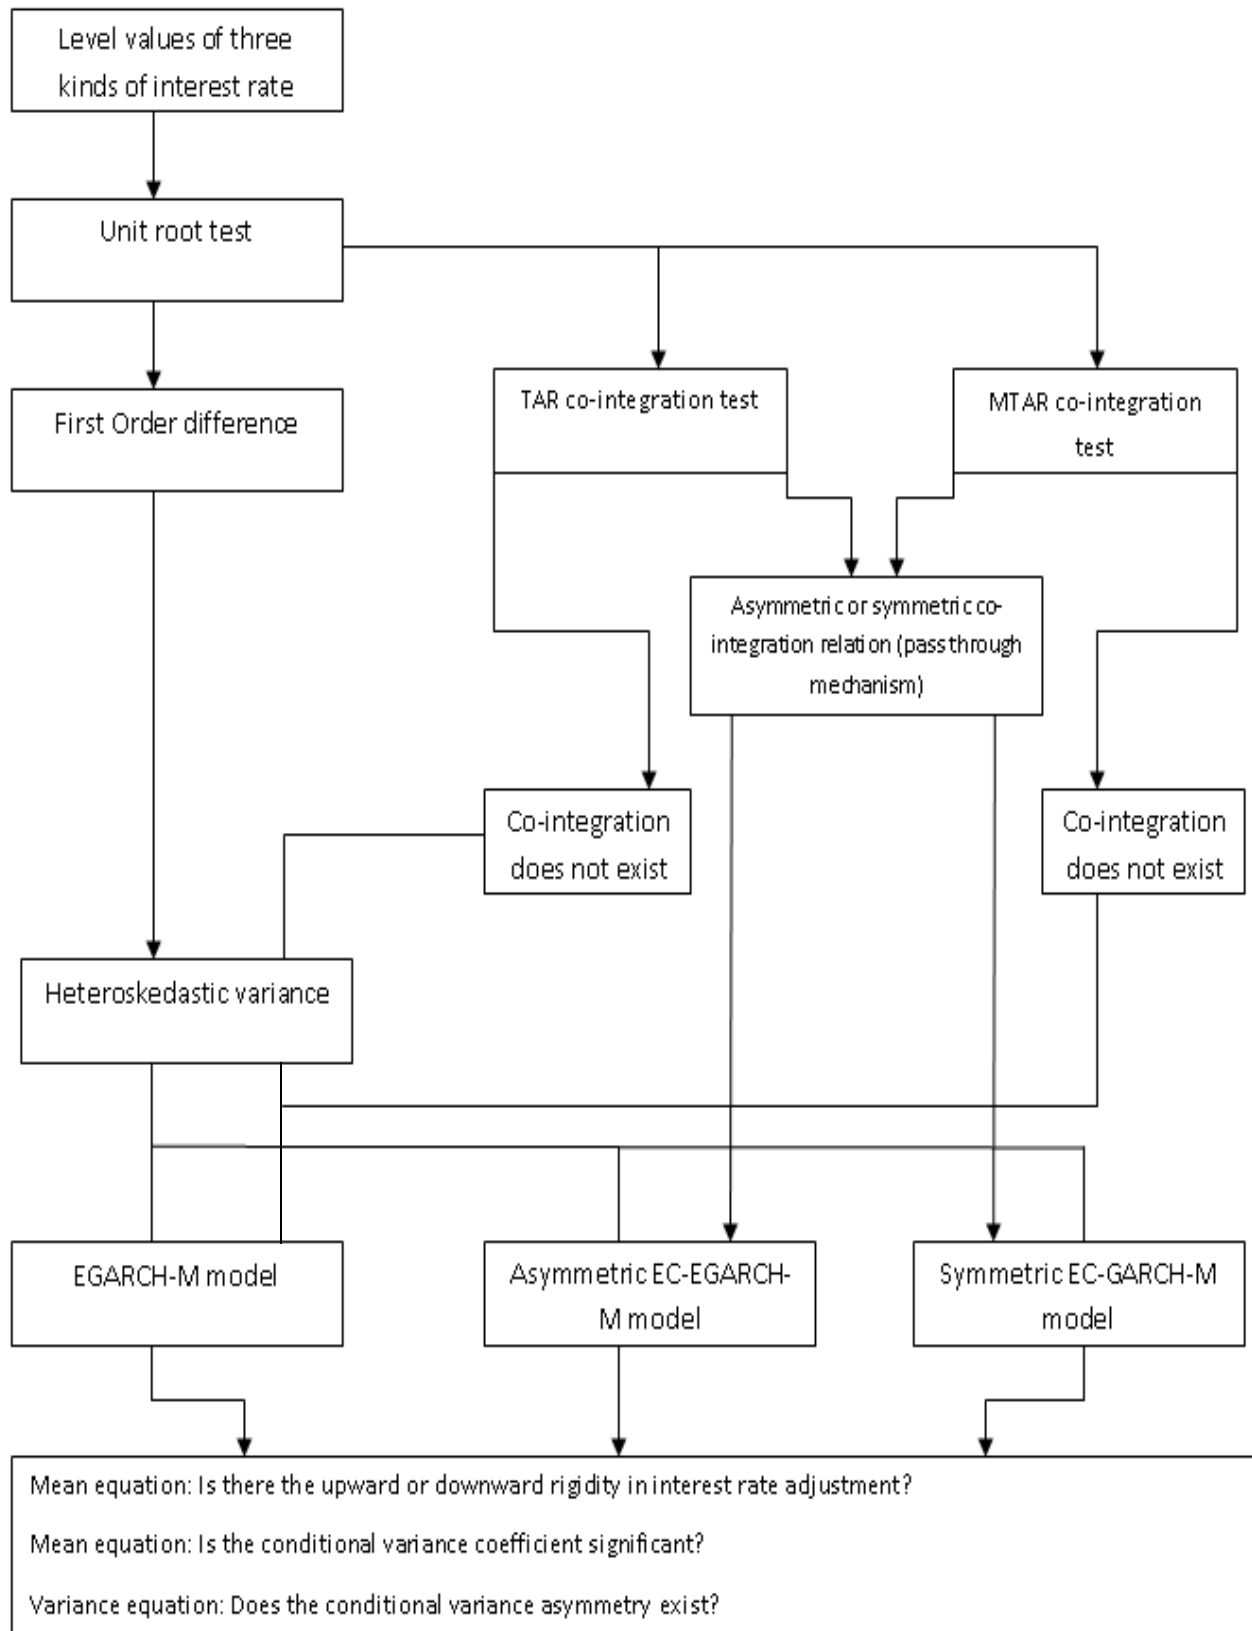 Level values of three
kinds of interest rate
Unit root test
First Order difference
TAR co-integration test
MTAR co-integration
test
Asymmetric or symmetric co-
integration relation (pass through
mechanism)
Co-integration
does not exist
Co-integration
does not exist
Heteroskedastic variance
EGARCH-M model
Asymmetric EC-EGARCH-
M model
Symmetric EC-GARCH-M
model
Mean equation: Is there the upward or downward rigidity in interest rate adjustment?
Mean equation: Is the conditional variance coefficient significant?
Variance equation: Does the conditional variance asymmetry exist?